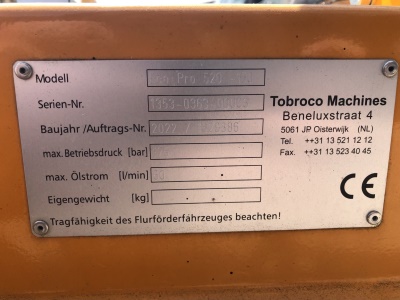 Modell
Serien-Nr.
Baujahr /Auftrags-Nr. 2022 /
max. Betriebsdruck [bar]
max. Ölstrom [l/min]
Eigengewicht [kg]
Tragfähigkeit des Flurförderfahrzeuges beachten!
Tobroco Machines
Beneluxstraat 4
5061 JP Oisterwijk (NL)
Tel. ++31 13 521 12 12
Fax. ++31 13 523 40 45
CE